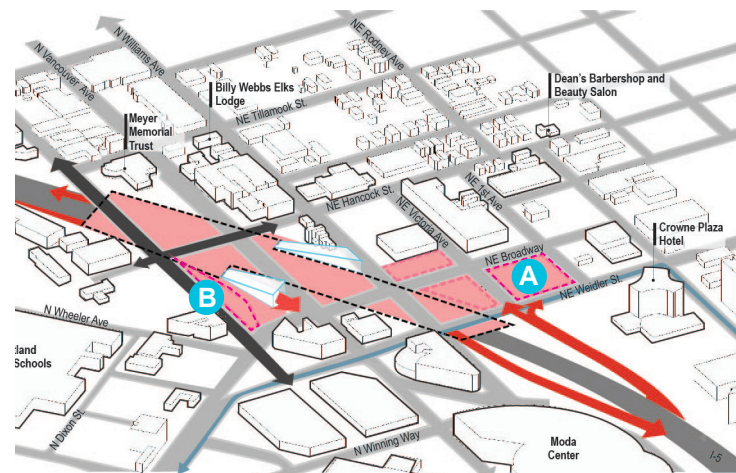 N Williams Ave
N Vancouver Ave
NE Rodney Ave
Dean's Barbershop and
Beauty Salon
Billy Webbs Elks
Lodge
NE Tillamook St.
Meyer
Memorial
Trust
NE Hancock St.
NE 1st Ave
NE Victoria Ave
Crowne Plaza
Hotel
NE Broadway
A
NE Weidler St.
B
N Wheeler Ave
tland
Schools
N Dixon St.
N Winning Way
Moda
Center
I-5